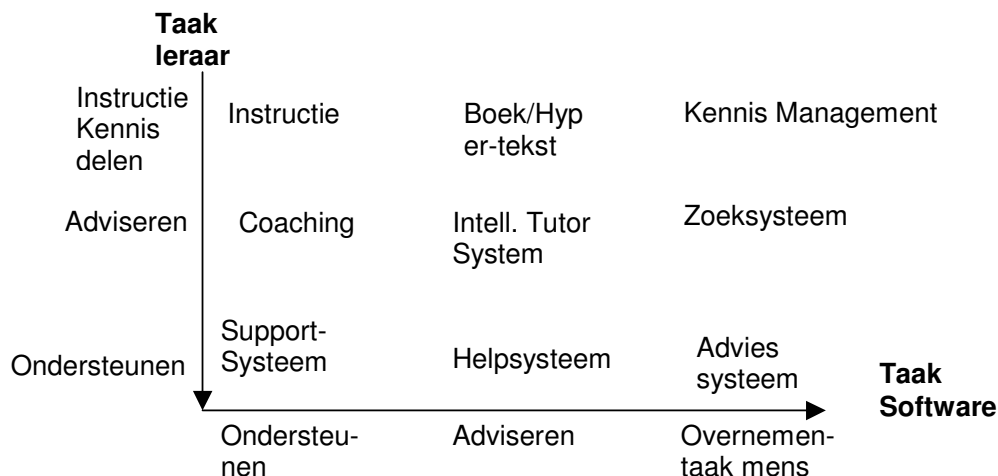 Taak
leraar
Instructie
Kennis
delen
Instructie
Boek/Hyp
er-tekst
Kennis Management
Adviseren
Coaching
Intell. Tutor
System
Zoeksysteem
Ondersteunen
Support-
Systeem
Helpsysteem
Advies
systeem
Taak
Software
Ondersteu-
nen
Adviseren
Overnemen-
taak mens